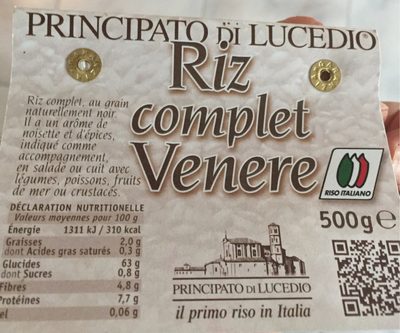 PRINCIPATO DI LUCEDIO
Riz
complet
Venere
Riz complet, au grain
naturellement noir.
Il a un arôme de
noisette et d'épices,
indiqué comme
accompagnement,
en salade ou cuit avec
légumes, poissons, fruits
de mer ou crustacés.
RISO ITALIANO
DÉCLARATION NUTRITIONELLE
Valeurs moyennes pour 100 g
Énergie 1311 kJ / 310 kcal
Graisses 2,0 g
dont Acides gras saturés 0,3 g
Glucides 63 g
dont Sucres 0,8 g
Fibres 4,8 g
Protéines 7,7 g
Sel 0,06 g
500g e
PRINCIPATO DI LUCEDIO
il primo riso in Italia